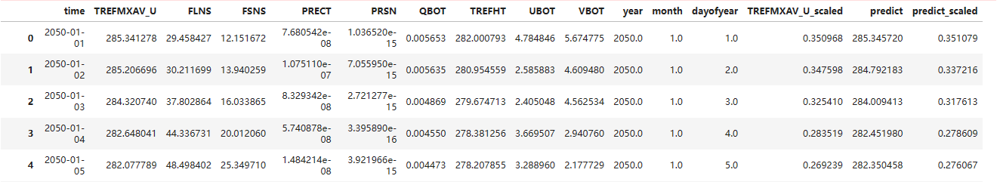 time TREFMXAV_U FLNS FSNS PRECT PRSN QBOT TREFHT UBOT VBOT year month dayofyear TREFMXAV_U_scaled predict predict_scaled
0 2050-01-01 285.341278 29.458427 12.151672 7.680542e-08 1.036520e-15 0.005653 282.000793 4.784846 5.674775 2050.0 1.0 1.0 0.350968 285.345720 0.351079
1 2050-01-02 285.206696 30.211699 13.940259 1.075110e-07 7.055950e-15 0.005635 280.954559 2.585883 4.609480 2050.0 1.0 2.0 0.347598 284.792183 0.337216
2 2050-01-03 284.320740 37.802864 16.033865 8.329342e-08 2.721277e-15 0.004869 279.674713 2.405048 4.562534 2050.0 1.0 3.0 0.325410 284.009413 0.317613
3 2050-01-04 282.648041 44.336731 20.012060 5.740878e-08 3.395890e-16 0.004550 278.381256 3.669507 2.940760 2050.0 1.0 4.0 0.283519 282.451980 0.278609
4 2050-01-05 282.077789 48.498402 25.349710 1.484214e-08 3.921966e-15 0.004473 278.207855 3.288960 2.177729 2050.0 1.0 5.0 0.269239 282.350458 0.276067